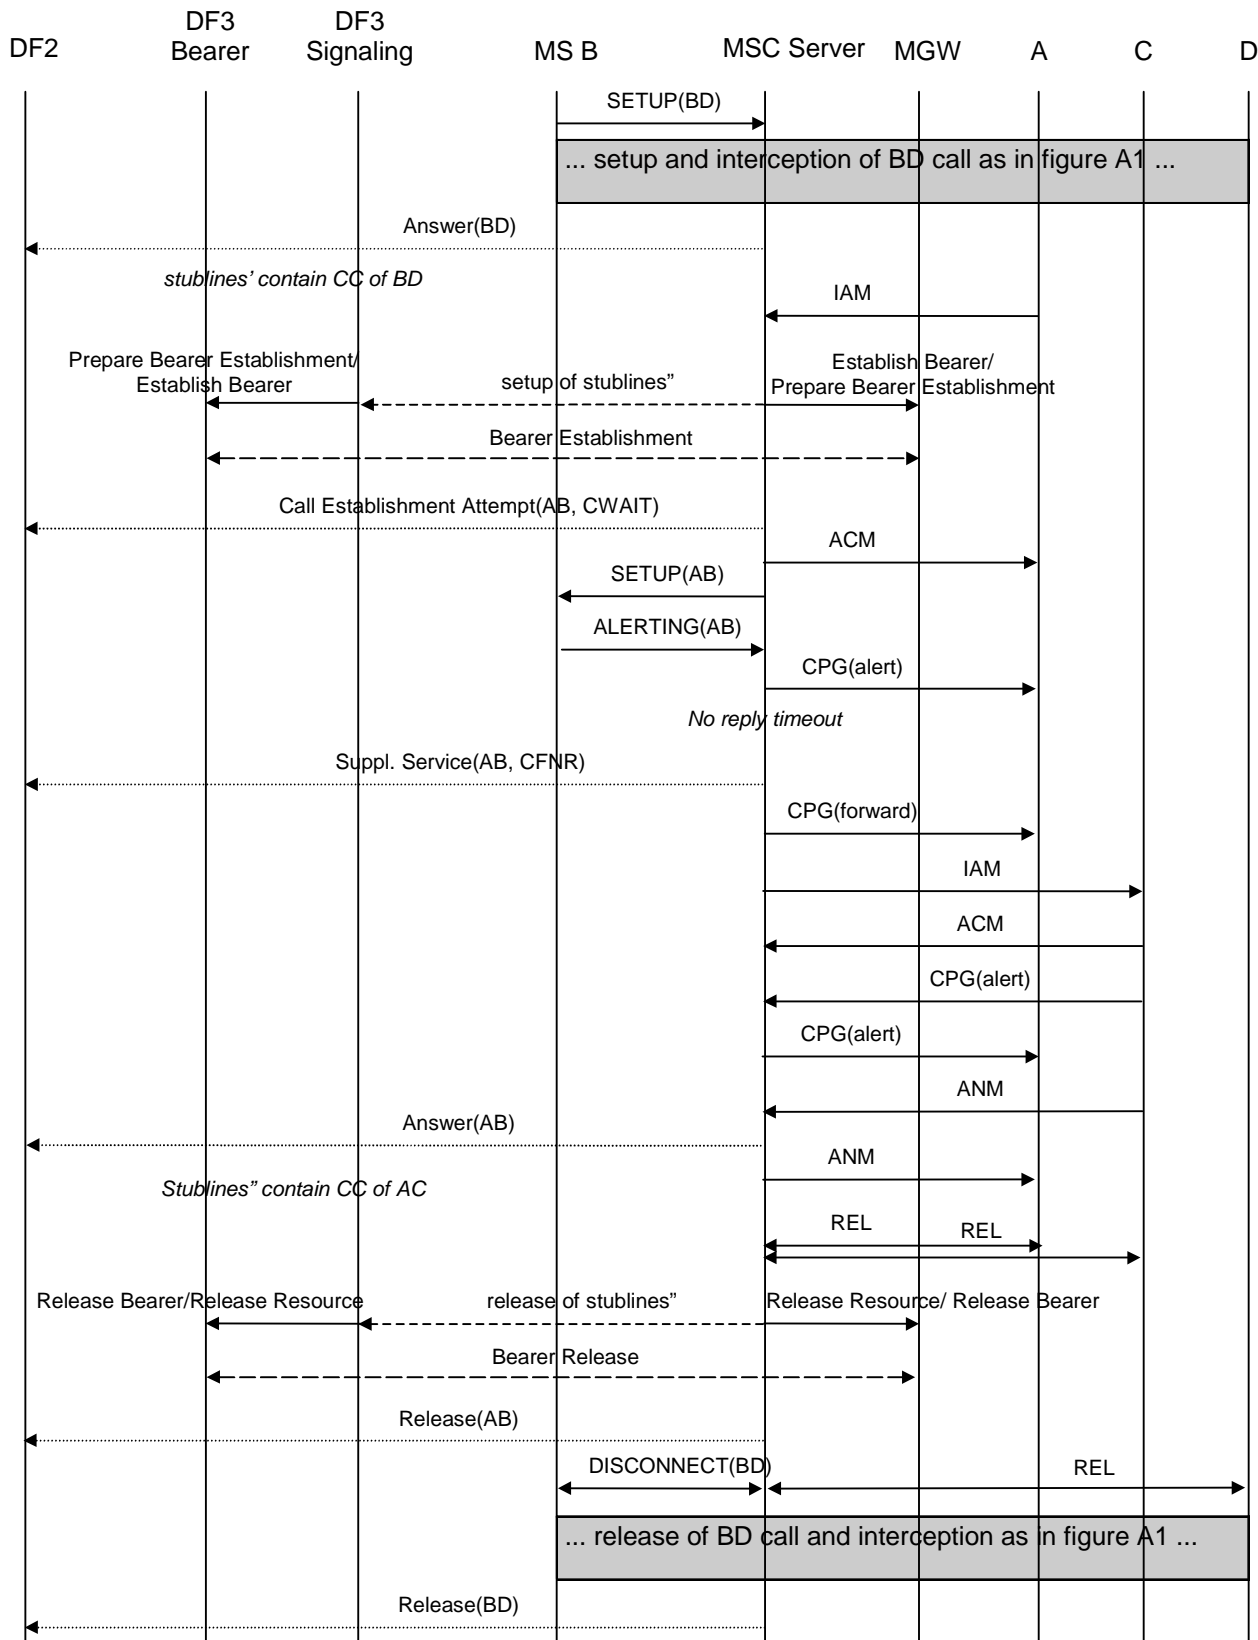 DF2
DF3
Bearer
DF3
Signaling
MS B
MSC Server
MGW
A
C
D
SETUP(BD)
... setup and interception of BD call as in figure A1 ...
Answer(BD)
stublines’ contain CC of BD
IAM
Prepare Bearer Establishment/
Establish Bearer
setup of stublines”
Establish Bearer/
Prepare Bearer Establishment
Bearer Establishment
Call Establishment Attempt(AB, CWAIT)
ACM
SETUP(AB)
ALERTING(AB)
CPG(alert)
No reply timeout
Suppl. Service(AB, CFNR)
CPG(forward)
IAM
ACM
CPG(alert)
CPG(alert)
ANM
Answer(AB)
ANM
Stublines” contain CC of AC
REL
REL
Release Bearer/Release Resource
release of stublines”
Release Resource/ Release Bearer
Bearer Release
Release(AB)
DISCONNECT(BD)
REL
... release of BD call and interception as in figure A1 ...
Release(BD)